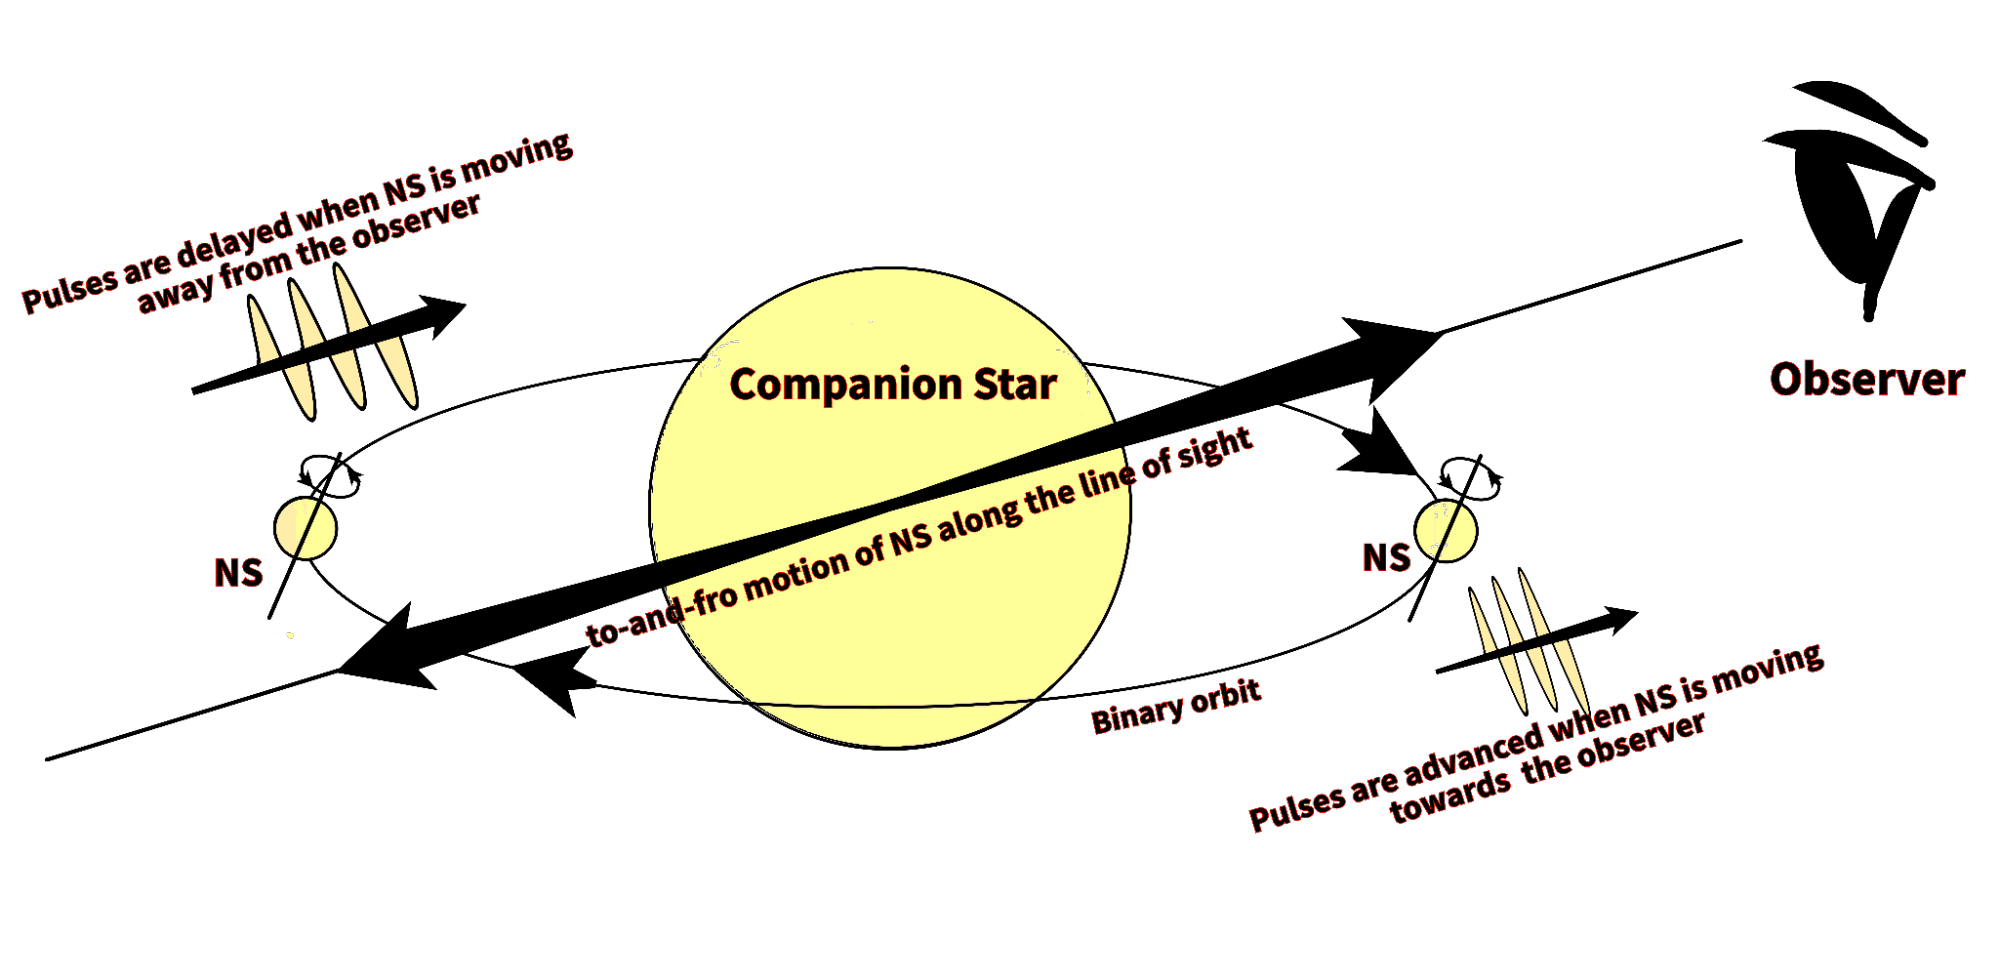 Pulses are delayed when NS is moving
away from the observer
Companion Star
Observer
to-and-fro motion of NS along the line of sight
NS
NS
Binary orbit
Pulses are advanced when NS is moving
towards the observer